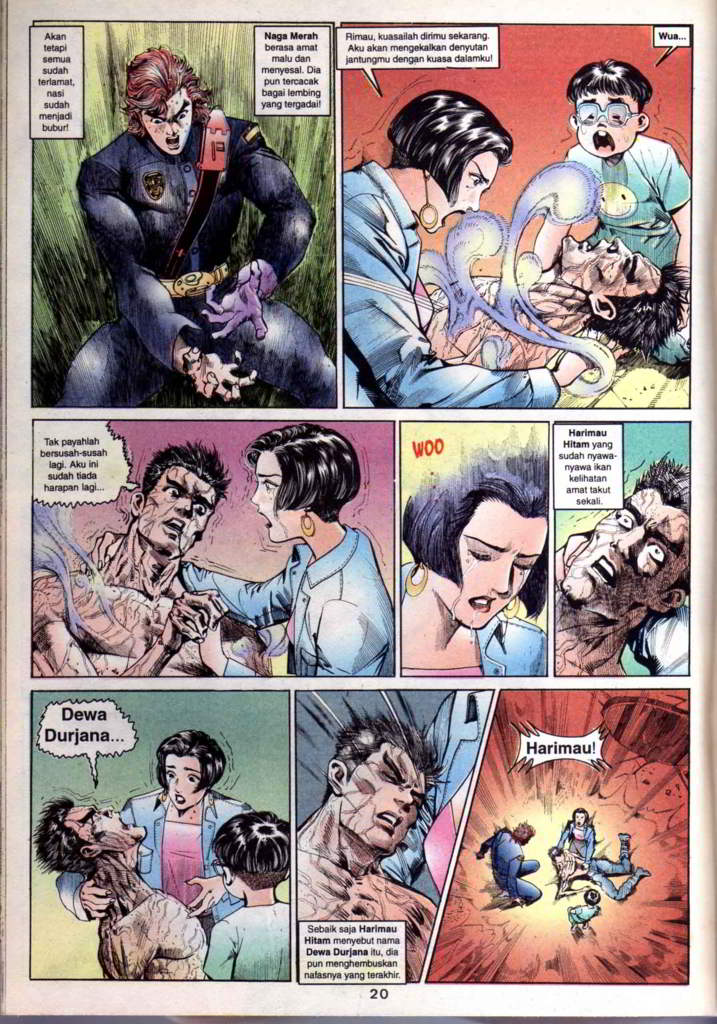 Akan
tetapi
semua
sudah
terlamat,
nasi
sudah
menjadi
bubur!
Naga Merah
berasa amat
malu dan
menyesal. Dia
pun tercacak
bagai lembing
yang tergadai!
Rimau, kuasailah dirimu sekarang.
Aku akan mengekalkan denyutan
jantungmu dengan kuasa dalamku!
Wua...
Tak payahlah
bersusah-susah
lagi. Aku ini
sudah tiada
harapan lagi...
WOO
Harimau
Hitam yang
sudah nyawa-
nyawa ikan
kelihatan
amat takut
sekali.
Dewa
Durjana...
Sebaik saja Harimau
Hitam menyebut nama
Dewa Durjana itu, dia
pun menghembuskan
nafasnya yang terakhir.
Harimau!
20